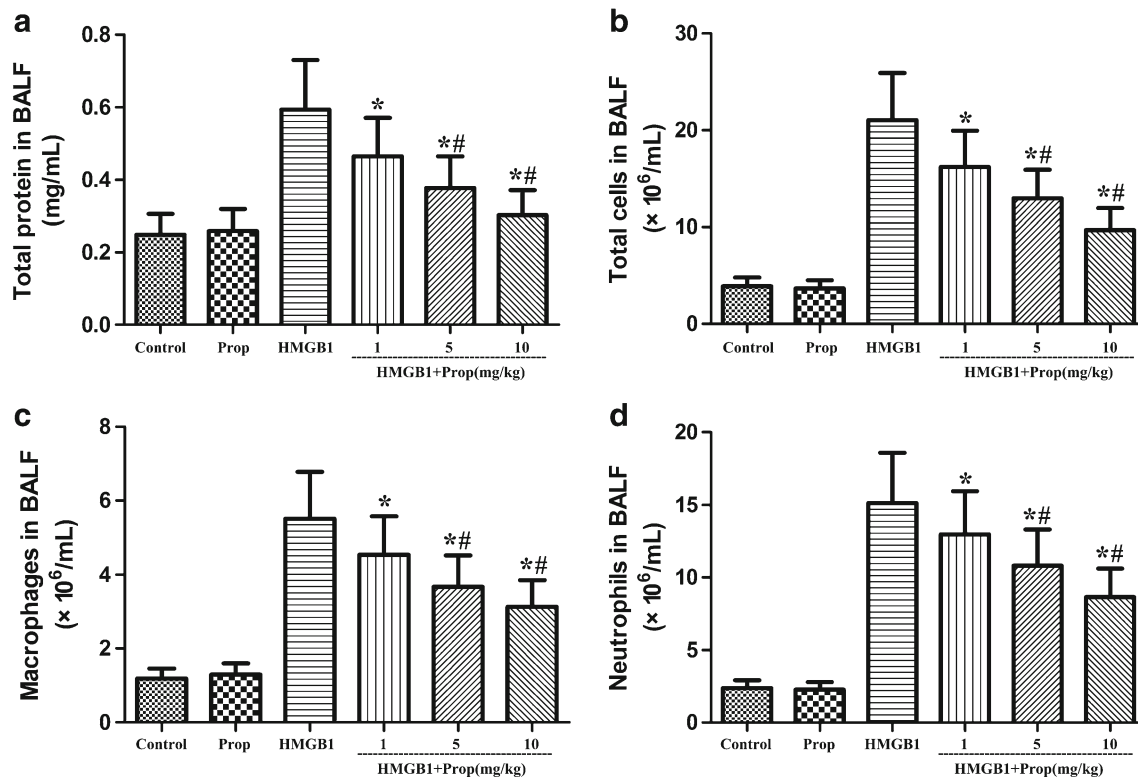 a
Total protein in BALF
(mg/mL)
0.8
0.6
0.4
0.2
0.0
*
*#
*#
Control Prop HMGB1 1 5 10
HMGB1+Prop(mg/kg)
b
Total cells in BALF
(× 10⁶/mL)
30
20
10
0
*
*#
*#
Control Prop HMGB1 1 5 10
HMGB1+Prop(mg/kg)
c
Macrophages in BALF
(× 10⁶/mL)
8
6
4
2
0
*
*#
*#
Control Prop HMGB1 1 5 10
HMGB1+Prop(mg/kg)
d
Neutrophils in BALF
(× 10⁶/mL)
20
15
10
5
0
*
*#
*#
Control Prop HMGB1 1 5 10
HMGB1+Prop(mg/kg)